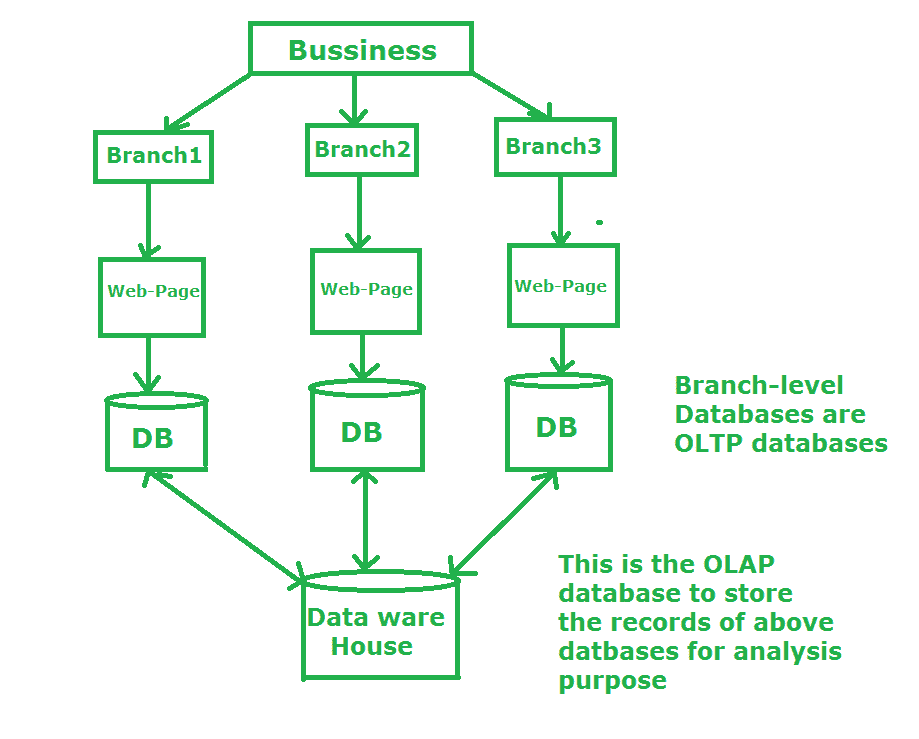 Bussiness
Branch1
Branch2
Branch3
Web-Page
Web-Page
Web-Page
DB
DB
DB
Branch-level
Databases are
OLTP databases
Data ware
House
This is the OLAP
database to store
the records of above
datbases for analysis
purpose